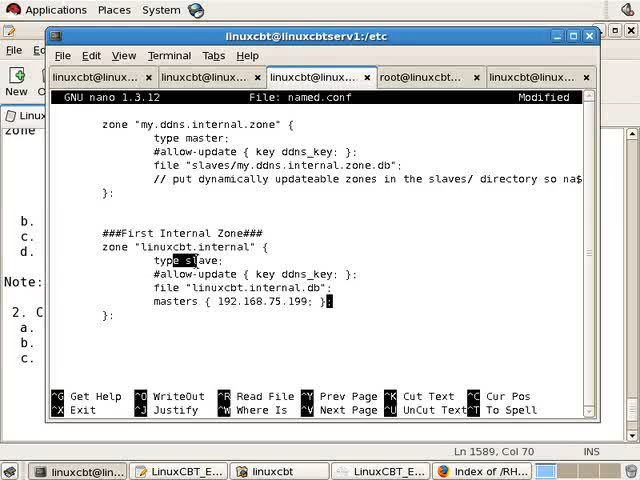 Applications Places System
linuxcbt@linuxcbtserv1:/etc
File
File Edit View Terminal Tabs Help
linuxcbt@linux... linuxcbt@linux... linuxcbt@linux... root@linuxcbt... linuxcbt@linux...
New
GNU nano 1.3.12 File: named.conf Modified
Linux
zone
zone "my.ddns.internal.zone" {
type master;
#allow-update { key ddns_key; };
file "slaves/my.ddns.internal.zone.db";
// put dynamically updateable zones in the slaves/ directory so na$
};
b.
###First Internal Zone###
c.
zone "linuxcbt.internal" {
d.
type slave;
#allow-update { key ddns_key; };
Note:
file "linuxcbt.internal.db";
masters { 192.168.75.199; };
2. C
};
a.
b.
c.
^G Get Help ^O WriteOut ^R Read File ^Y Prev Page ^K Cut Text ^C Cur Pos
^X Exit ^J Justify ^W Where Is ^V Next Page ^U UnCut Text ^T To Spell
Ln 1589, Col 70 INS
linuxcbt@linux... LinuxCBT_E... linuxcbt LinuxCBT_E... Index of /RH...